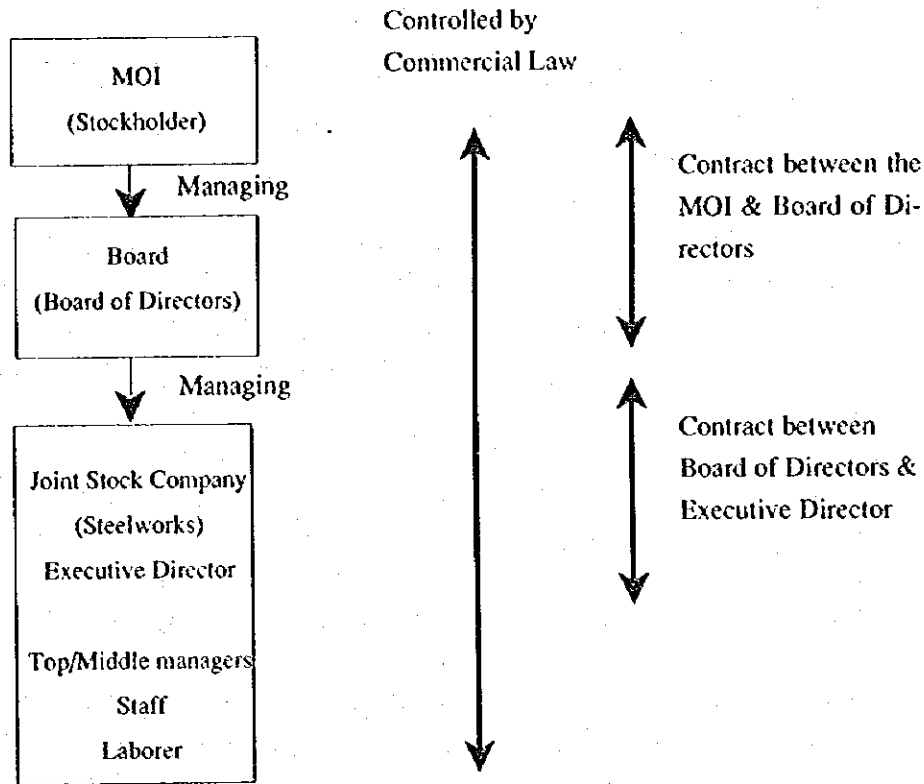 Controlled by
Commercial Law
MOI
(Stockholder)
Managing
Contract between the
MOI & Board of Di-
rectors
Board
(Board of Directors)
Managing
Contract between
Board of Directors &
Executive Director
Joint Stock Company
(Steelworks)
Executive Director
Top/Middle managers
Staff
Laborer